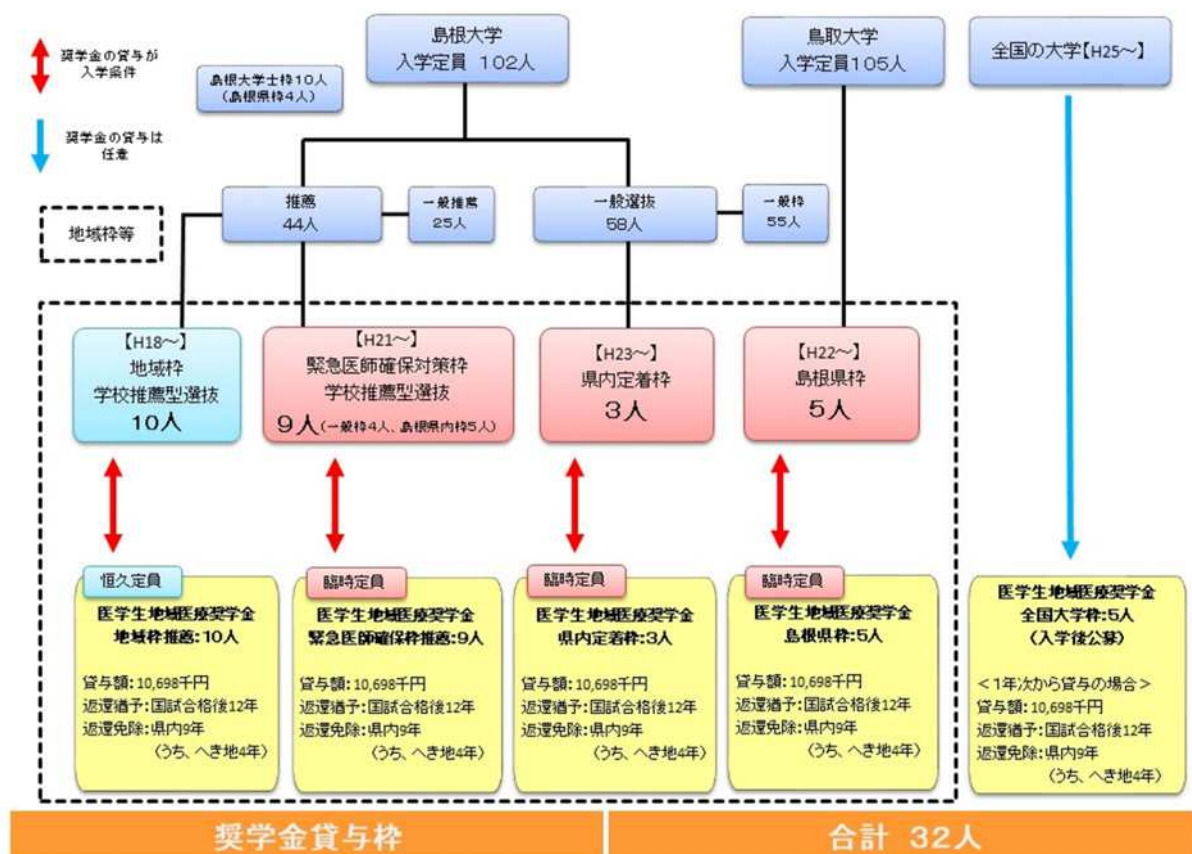 奨学金の貸与が
入学条件
奨学金の貸与は
任意
地域枠等
島根大学
入学定員 102人
島根大学士枠10人
(島根県枠4人)
鳥取大学
入学定員105人
全国の大学【H25～】
推薦
44人
一般推薦
25人
一般選抜
58人
一般枠
55人
【H18～】
地域枠
学校推薦型選抜
10人
【H21～】
緊急医師確保対策枠
学校推薦型選抜
9人(一般枠4人、島根県内枠5人)
【H23～】
県内定着枠
3人
【H22～】
島根県枠
5人
恒久定員
医学生地域医療奨学金
地域枠推薦:10人
貸与額:10,698千円
返還猶予:国試合格後12年
返還免除:県内9年
(うち、へき地4年)
臨時定員
医学生地域医療奨学金
緊急医師確保枠推薦:9人
貸与額:10,698千円
返還猶予:国試合格後12年
返還免除:県内9年
(うち、へき地4年)
臨時定員
医学生地域医療奨学金
県内定着枠:3人
貸与額:10,698千円
返還猶予:国試合格後12年
返還免除:県内9年
(うち、へき地4年)
臨時定員
医学生地域医療奨学金
島根県枠:5人
貸与額:10,698千円
返還猶予:国試合格後12年
返還免除:県内9年
(うち、へき地4年)
医学生地域医療奨学金
全国大学枠:5人
(入学後公募)
＜1年次から貸与の場合＞
貸与額:10,698千円
返還猶予:国試合格後12年
返還免除:県内9年
(うち、へき地4年)
奨学金貸与枠
合計 32人